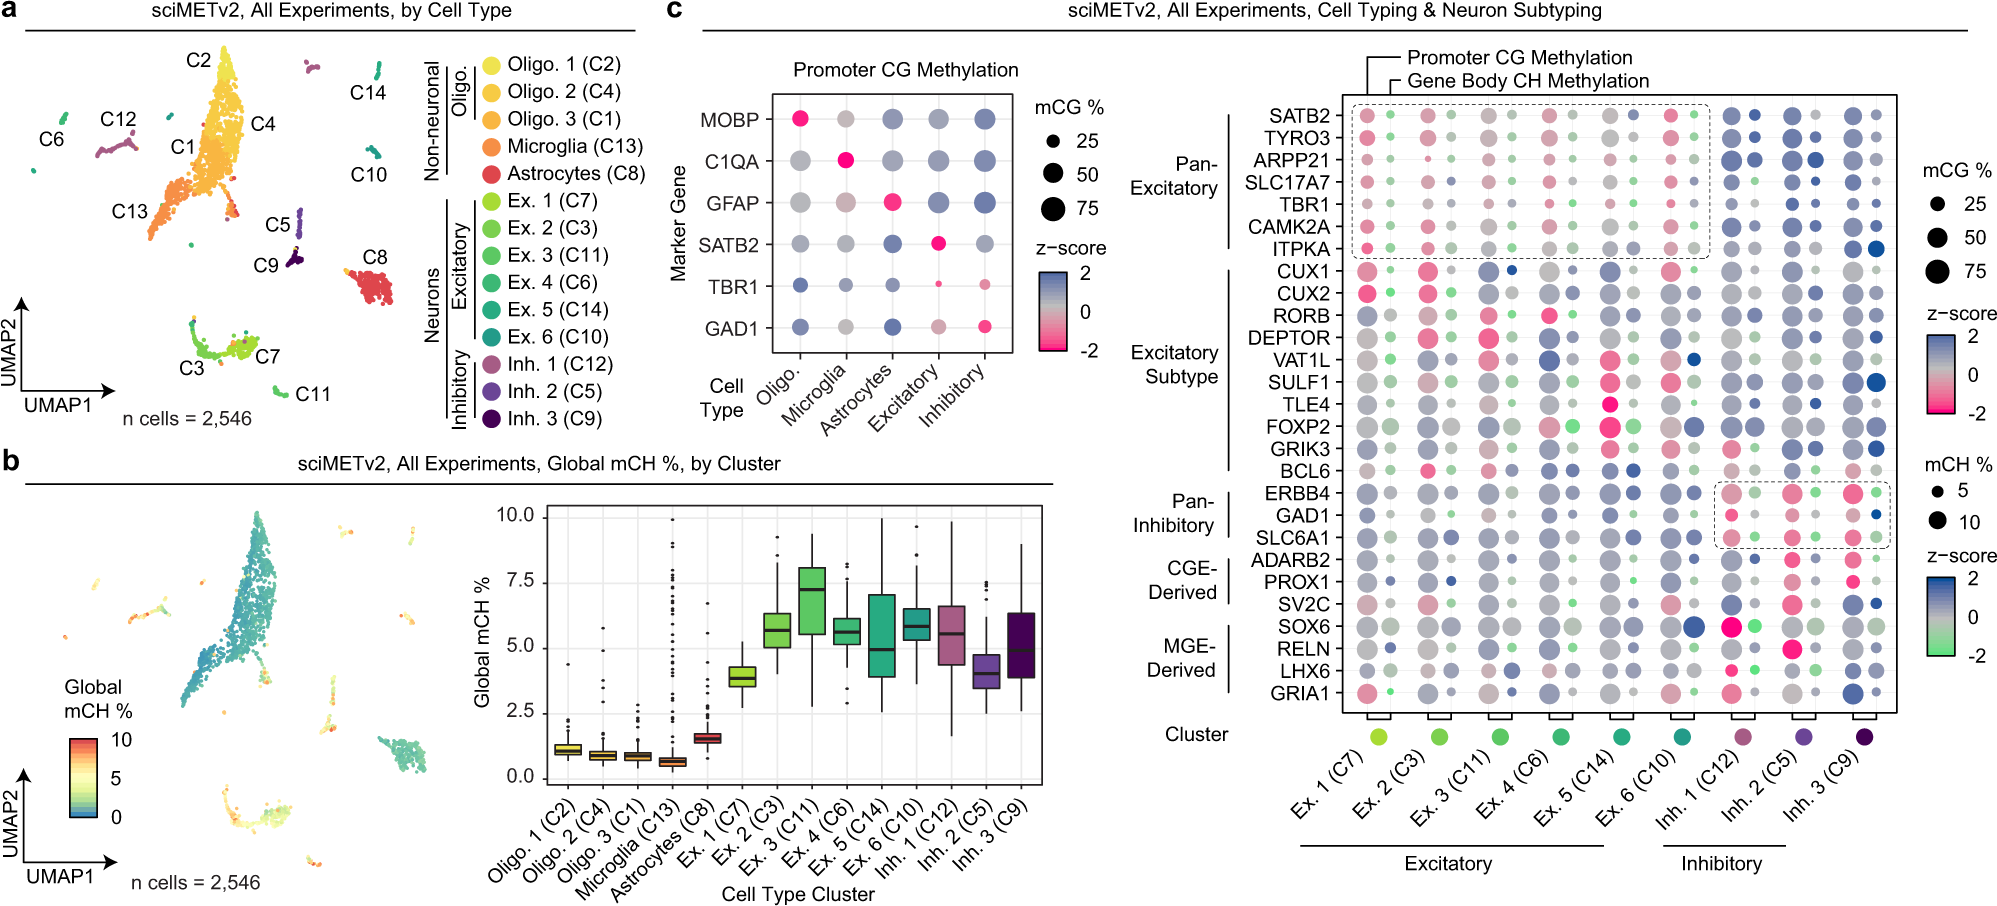 a
sciMETv2, All Experiments, by Cell Type
C2
C14
C12
C4
C6
C1
C10
C13
C5
C9
C8
C3
C7
C11
UMAP2
UMAP1
n cells = 2,546
Non-neuronal
Oligo.
Neurons
Excitatory
Inhibitory
Oligo. 1 (C2)
Oligo. 2 (C4)
Oligo. 3 (C1)
Microglia (C13)
Astrocytes (C8)
Ex. 1 (C7)
Ex. 2 (C3)
Ex. 3 (C11)
Ex. 4 (C6)
Ex. 5 (C14)
Ex. 6 (C10)
Inh. 1 (C12)
Inh. 2 (C5)
Inh. 3 (C9)
b
sciMETv2, All Experiments, Global mCH %, by Cluster
Global
mCH %
10
5
0
UMAP2
UMAP1
n cells = 2,546
Global mCH %
10.0
7.5
5.0
2.5
0.0
Oligo. 1 (C2)
Oligo. 2 (C4)
Oligo. 3 (C1)
Microglia (C13)
Astrocytes (C8)
Ex. 1 (C7)
Ex. 2 (C3)
Ex. 3 (C11)
Ex. 4 (C6)
Ex. 5 (C14)
Ex. 6 (C10)
Inh. 1 (C12)
Inh. 2 (C5)
Inh. 3 (C9)
Cell Type Cluster
c
sciMETv2, All Experiments, Cell Typing & Neuron Subtyping
Promoter CG Methylation
Marker Gene
MOBP
C1QA
GFAP
SATB2
TBR1
GAD1
Cell
Type
Oligo.
Microglia
Astrocytes
Excitatory
Inhibitory
mCG %
25
50
75
z-score
2
0
-2
Promoter CG Methylation
Gene Body CH Methylation
Pan-
Excitatory
SATB2
TYRO3
ARPP21
SLC17A7
TBR1
CAMK2A
ITPKA
Excitatory
Subtype
CUX1
CUX2
RORB
DEPTOR
VAT1L
SULF1
TLE4
FOXP2
GRIK3
BCL6
Pan-
Inhibitory
ERBB4
GAD1
SLC6A1
CGE-
Derived
ADARB2
PROX1
SV2C
MGE-
Derived
SOX6
RELN
LHX6
GRIA1
Cluster
Ex. 1 (C7)
Ex. 2 (C3)
Ex. 3 (C11)
Ex. 4 (C6)
Ex. 5 (C14)
Ex. 6 (C10)
Inh. 1 (C12)
Inh. 2 (C5)
Inh. 3 (C9)
Excitatory
Inhibitory
mCG %
25
50
75
z-score
2
0
-2
mCH %
5
10
z-score
2
0
-2